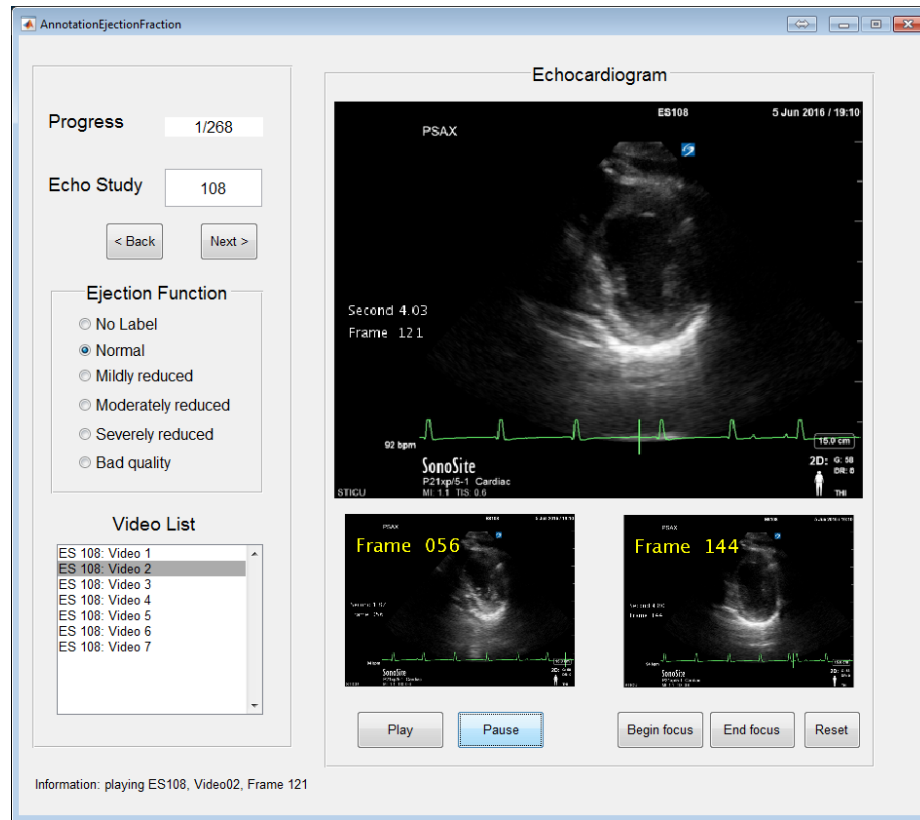 AnnotationEjectionFraction
Progress
1/268
Echo Study
108
< Back
Next >
Ejection Function
No Label
Normal
Mildly reduced
Moderately reduced
Severely reduced
Bad quality
Video List
ES 108: Video 1
ES 108: Video 2
ES 108: Video 3
ES 108: Video 4
ES 108: Video 5
ES 108: Video 6
ES 108: Video 7
Echocardiogram
ES108
5 Jun 2016 / 19:10
PSAX
Second 4.03
Frame 121
92 bpm
15.0 cm
SonoSite
P21xp/5-1 Cardiac
MI: 1.1 TIS: 0.6
STICU
2D: G: 58
DR: 0
THI
PSAX
Frame 056
SonoSite
PSAX
Frame 144
SonoSite
Play
Pause
Begin focus
End focus
Reset
Information: playing ES108, Video02, Frame 121